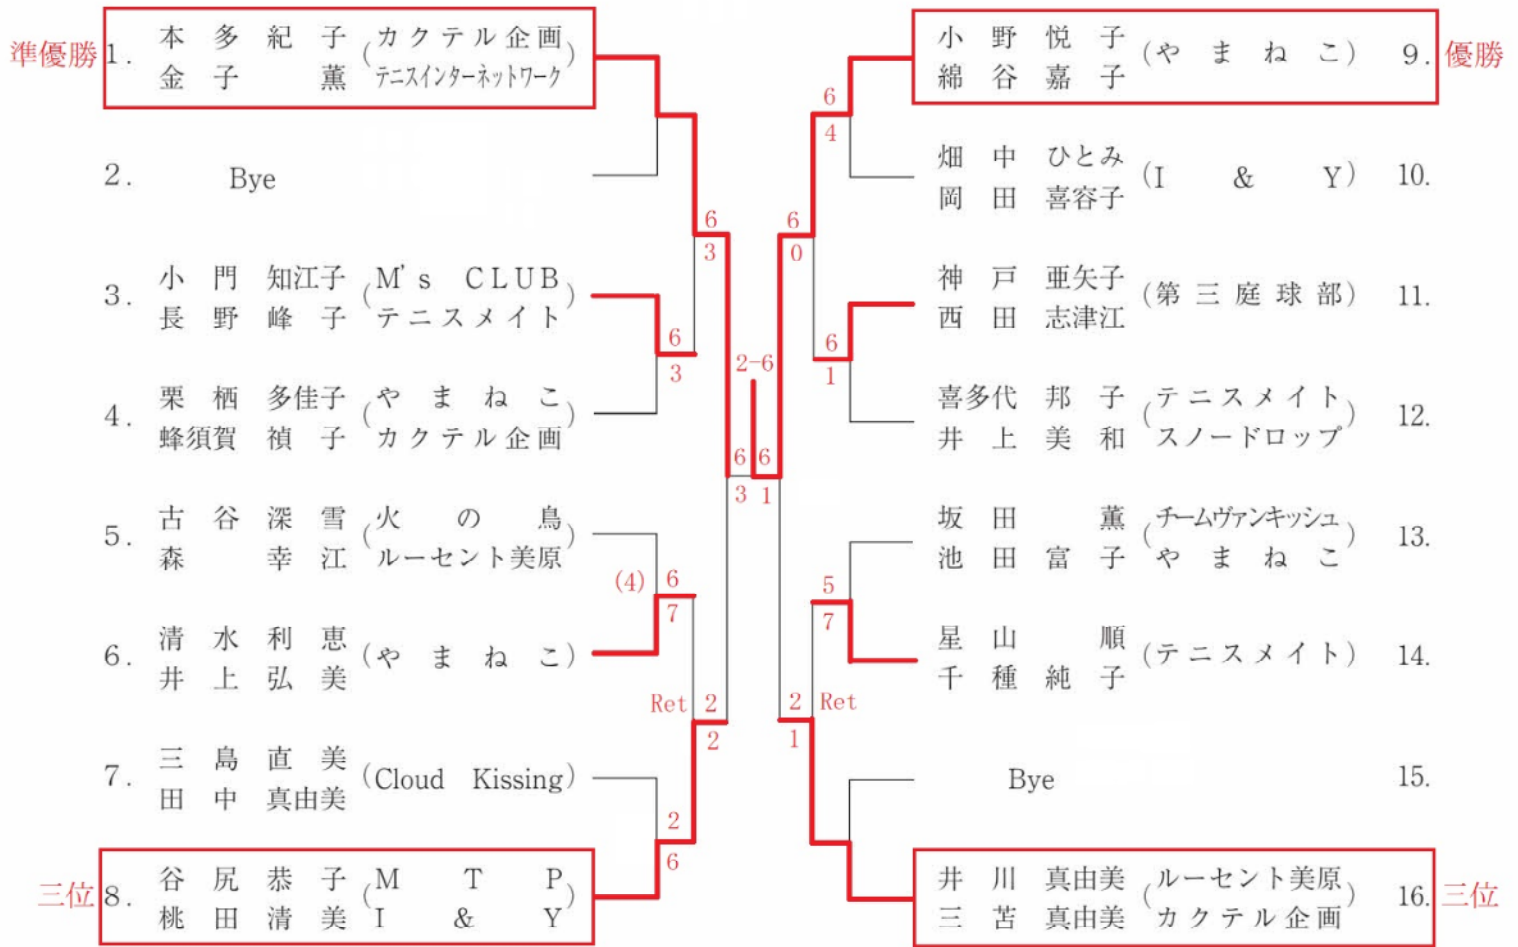 準優勝 1. 本多紀子 (カクテル企画
金子薫 テニスインターネットワーク)
2. Bye
3. 小門知江子 (M's CLUB
長野峰子 テニスメイト)
4. 栗栖多佳子 (やまねこ
蜂須賀禎子 カクテル企画)
5. 古谷深雪 (火の鳥
森幸江 ルーセント美原)
6. 清水利恵 (やまねこ)
井上弘美
7. 三島直美 (Cloud Kissing)
田中真由美
三位 8. 谷尻恭子 (M T P
桃田清美 I & Y)
6
3
6
3
(4) 6
7
Ret 2
2
2
6
2-6
6 6
3 1
6
4
6
0
6
1
5
7
2 Ret
1
小野悦子 (やまねこ) 9. 優勝
綿谷嘉子
畑中ひとみ (I & Y) 10.
岡田喜容子
神戸亜矢子 (第三庭球部) 11.
西田志津江
喜多代邦子 (テニスメイト 12.
井上美和 スノードロップ)
坂田薫 (チームヴァンキッシュ 13.
池田富子 やまねこ)
星山順 (テニスメイト) 14.
千種純子
Bye 15.
井川真由美 (ルーセント美原 16. 三位
三苫真由美 カクテル企画)